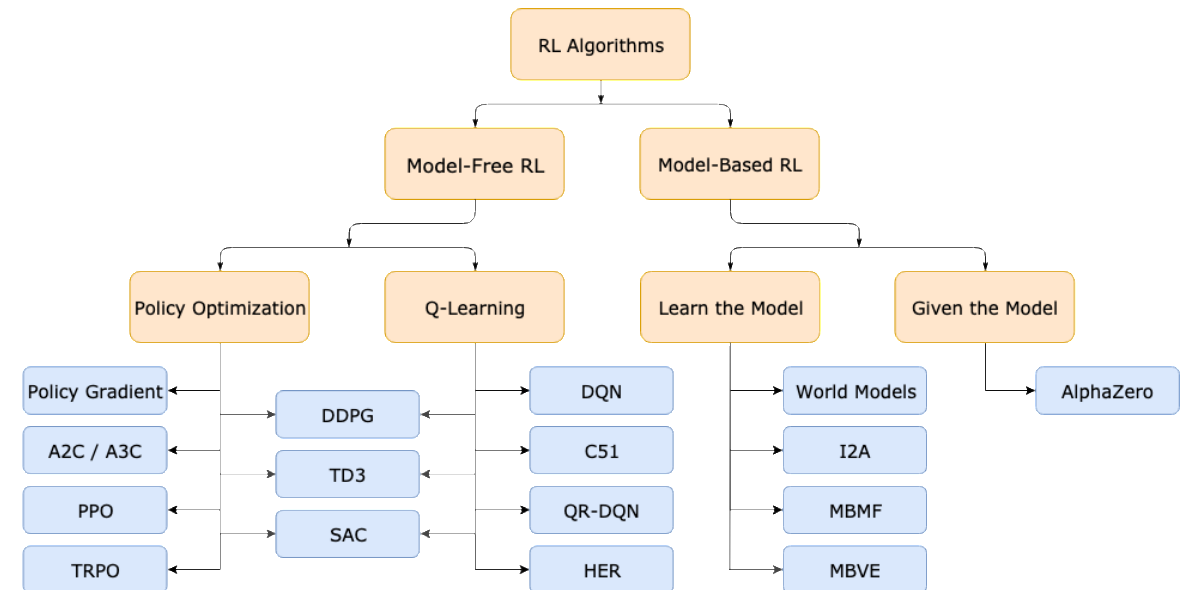 RL Algorithms
Model-Free RL
Model-Based RL
Policy Optimization
Q-Learning
Learn the Model
Given the Model
Policy Gradient
DDPG
DQN
World Models
AlphaZero
A2C / A3C
TD3
C51
I2A
PPO
SAC
QR-DQN
MBMF
TRPO
HER
MBVE